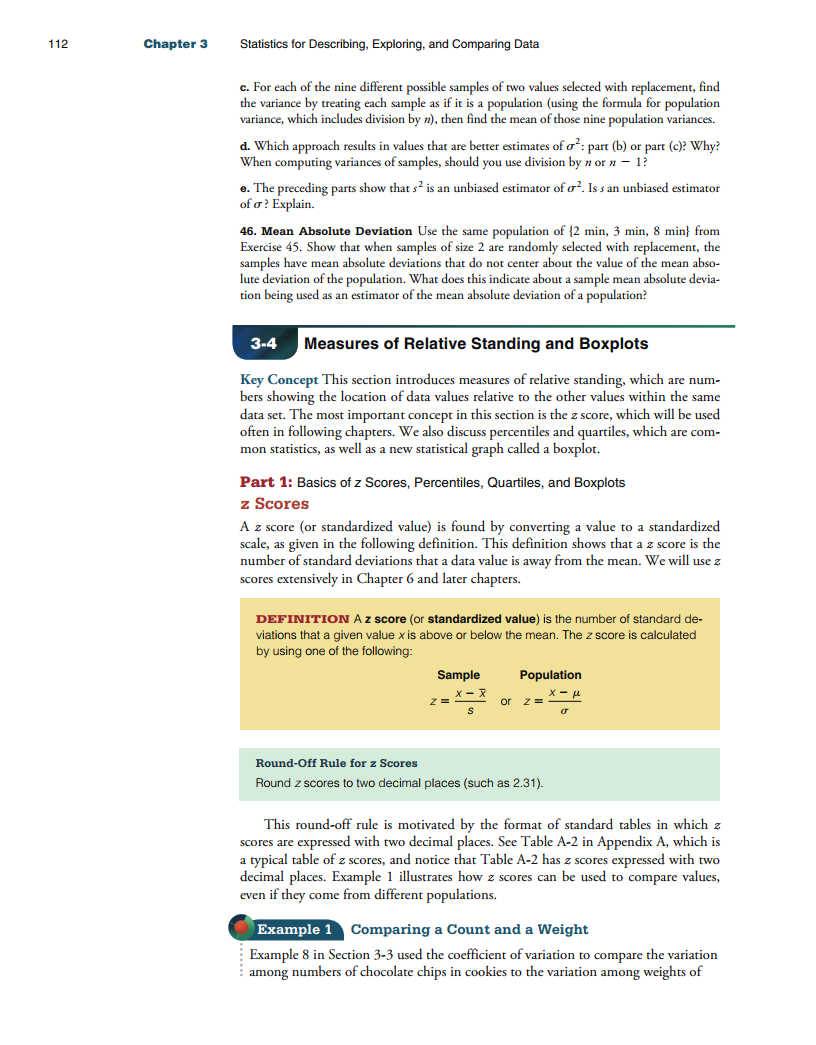 112 Chapter 3 Statistics for Describing, Exploring, and Comparing Data
c. For each of the nine different possible samples of two values selected with replacement, find
the variance by treating each sample as if it is a population (using the formula for population
variance, which includes division by n), then find the mean of those nine population variances.
d. Which approach results in values that are better estimates of σ²: part (b) or part (c)? Why?
When computing variances of samples, should you use division by n or n − 1?
e. The preceding parts show that s² is an unbiased estimator of σ². Is s an unbiased estimator
of σ? Explain.
46. Mean Absolute Deviation Use the same population of {2 min, 3 min, 8 min} from
Exercise 45. Show that when samples of size 2 are randomly selected with replacement, the
samples have mean absolute deviations that do not center about the value of the mean abso-
lute deviation of the population. What does this indicate about a sample mean absolute devia-
tion being used as an estimator of the mean absolute deviation of a population?
3-4 Measures of Relative Standing and Boxplots
Key Concept This section introduces measures of relative standing, which are num-
bers showing the location of data values relative to the other values within the same
data set. The most important concept in this section is the z score, which will be used
often in following chapters. We also discuss percentiles and quartiles, which are com-
mon statistics, as well as a new statistical graph called a boxplot.
Part 1: Basics of z Scores, Percentiles, Quartiles, and Boxplots
z Scores
A z score (or standardized value) is found by converting a value to a standardized
scale, as given in the following definition. This definition shows that a z score is the
number of standard deviations that a data value is away from the mean. We will use z
scores extensively in Chapter 6 and later chapters.
DEFINITION A z score (or standardized value) is the number of standard de-
viations that a given value x is above or below the mean. The z score is calculated
by using one of the following:
Sample Population
z = (x − x̄)/s or z = (x − μ)/σ
Round-Off Rule for z Scores
Round z scores to two decimal places (such as 2.31).
This round-off rule is motivated by the format of standard tables in which z
scores are expressed with two decimal places. See Table A-2 in Appendix A, which is
a typical table of z scores, and notice that Table A-2 has z scores expressed with two
decimal places. Example 1 illustrates how z scores can be used to compare values,
even if they come from different populations.
Example 1 Comparing a Count and a Weight
Example 8 in Section 3-3 used the coefficient of variation to compare the variation
among numbers of chocolate chips in cookies to the variation among weights of